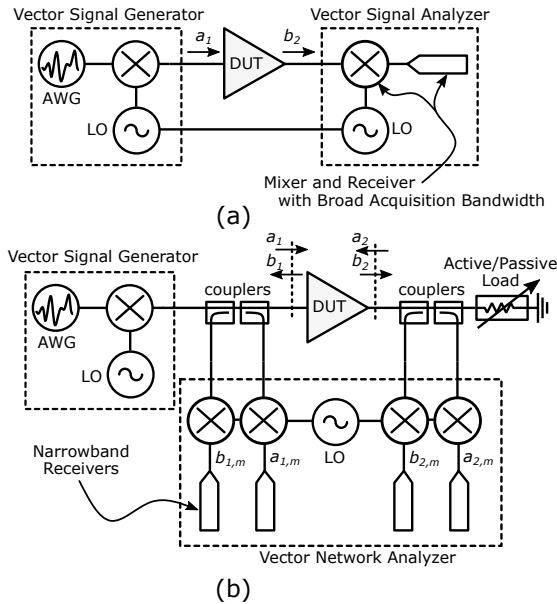 Vector Signal Generator
Vector Signal Analyzer
a1
b2
DUT
AWG
LO
LO
Mixer and Receiver
with Broad Acquisition Bandwidth
(a)
Vector Signal Generator
a1
b1
a2
b2
Active/Passive
Load
couplers
couplers
DUT
AWG
LO
LO
Narrowband
Receivers
b1,m
a1,m
b2,m
a2,m
Vector Network Analyzer
(b)